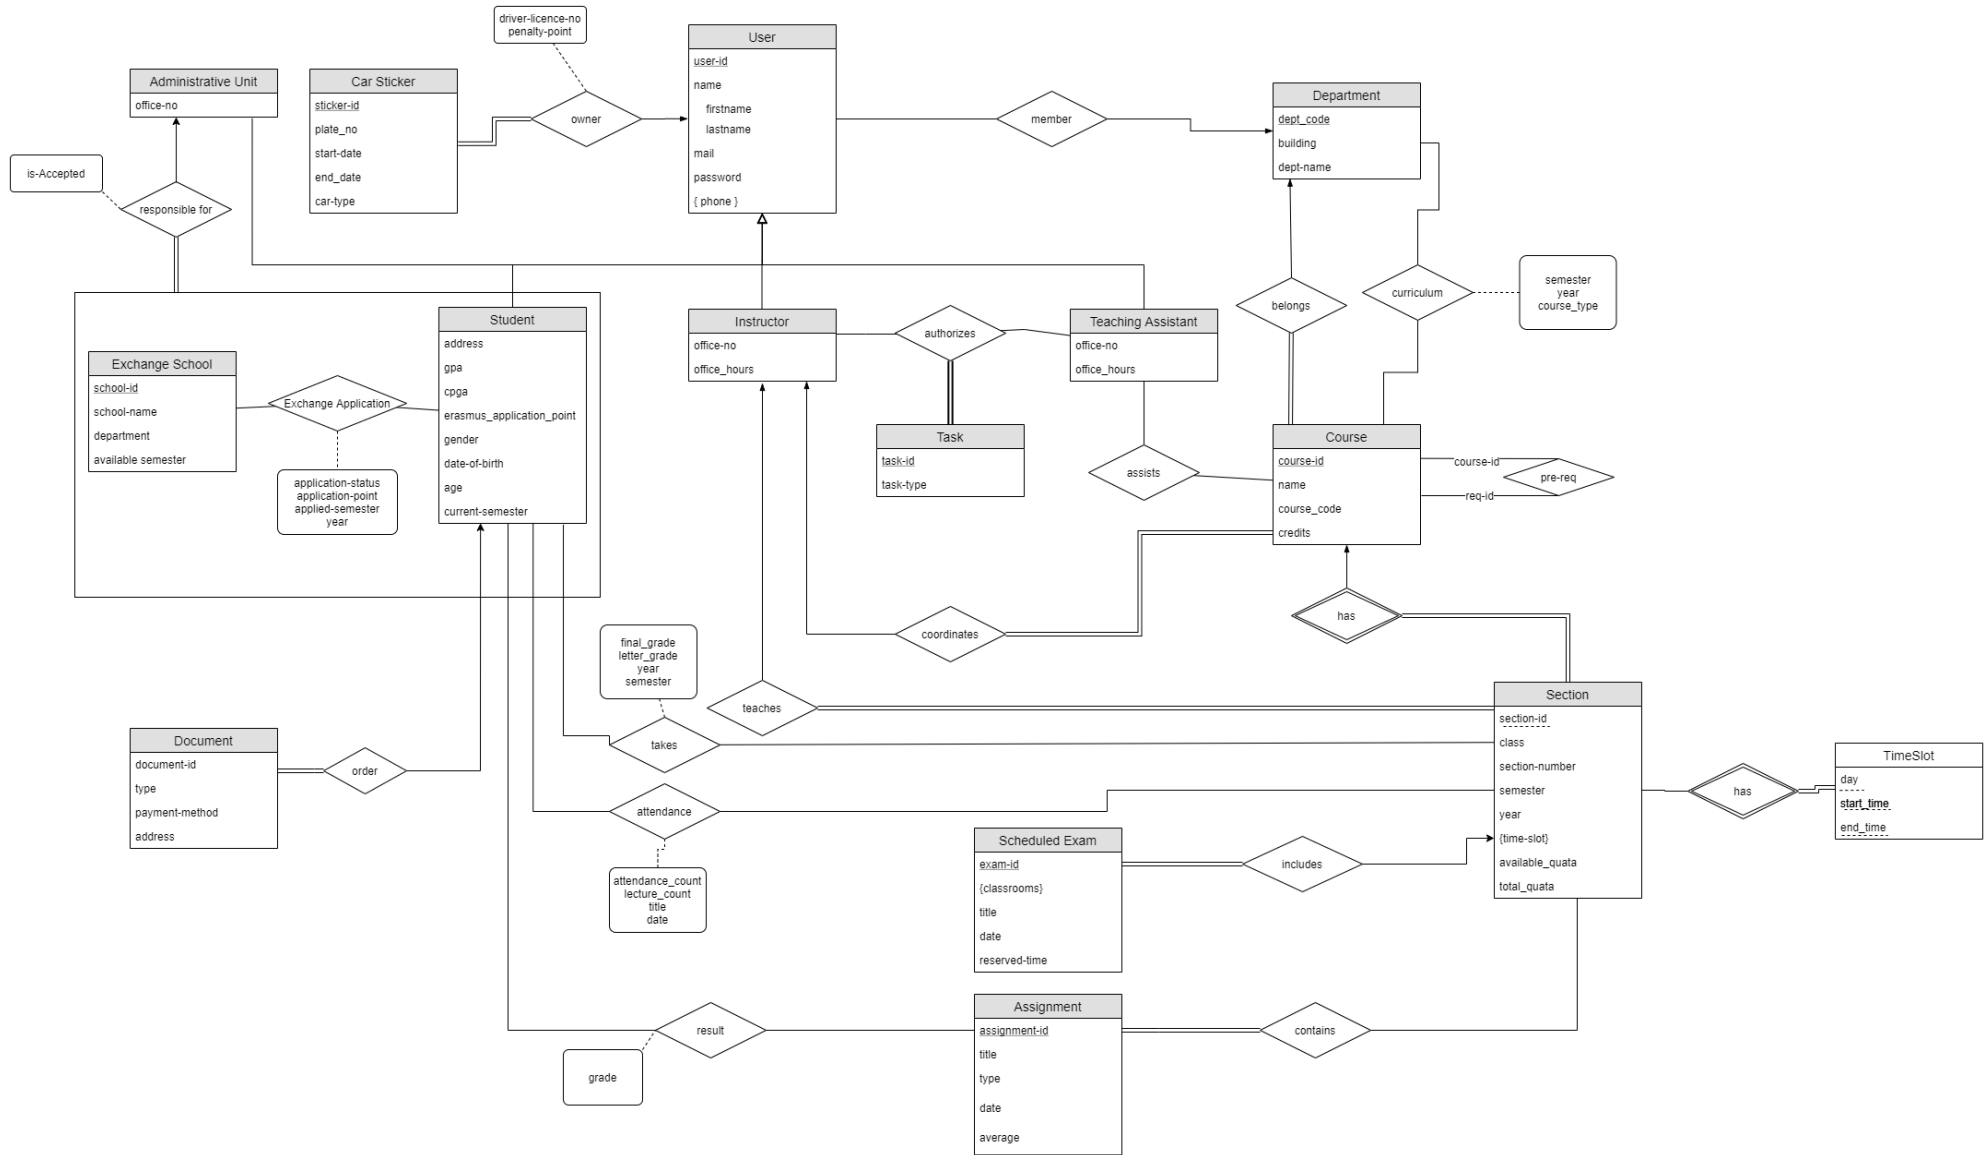 driver-licence-no
penalty-point
User
user-id
name
firstname
lastname
mail
password
{ phone }
Administrative Unit
office-no
Car Sticker
sticker-id
plate_no
start-date
end_date
car-type
owner
member
Department
dept_code
building
dept-name
is-Accepted
responsible for
belongs
curriculum
semester
year
course_type
Student
address
gpa
cpga
erasmus_application_point
gender
date-of-birth
age
current-semester
Exchange School
school-id
school-name
department
available semester
Exchange Application
application-status
application-point
applied-semester
year
Instructor
office-no
office_hours
authorizes
Teaching Assistant
office-no
office_hours
Task
task-id
task-type
assists
Course
course-id
name
course_code
credits
course-id
pre-req
req-id
has
coordinates
final_grade
letter_grade
year
semester
teaches
takes
Section
section-id
class
section-number
semester
year
{time-slot}
available_quata
total_quata
has
TimeSlot
day
start_time
end_time
Document
document-id
type
payment-method
address
order
attendance
attendance_count
lecture_count
title
date
Scheduled Exam
exam-id
{classrooms}
title
date
reserved-time
includes
Assignment
assignment-id
title
type
date
average
contains
result
grade